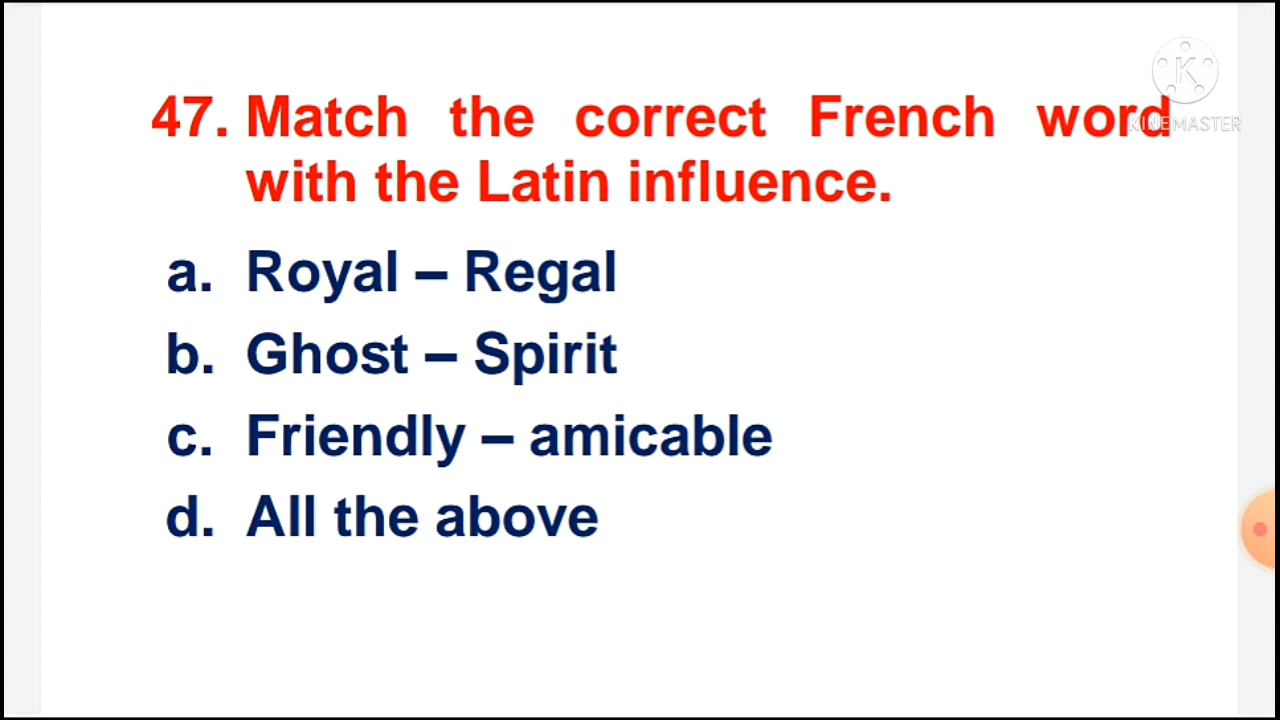 47. Match the correct French word
with the Latin influence.
a. Royal – Regal
b. Ghost – Spirit
c. Friendly – amicable
d. All the above
K
KINEMASTER